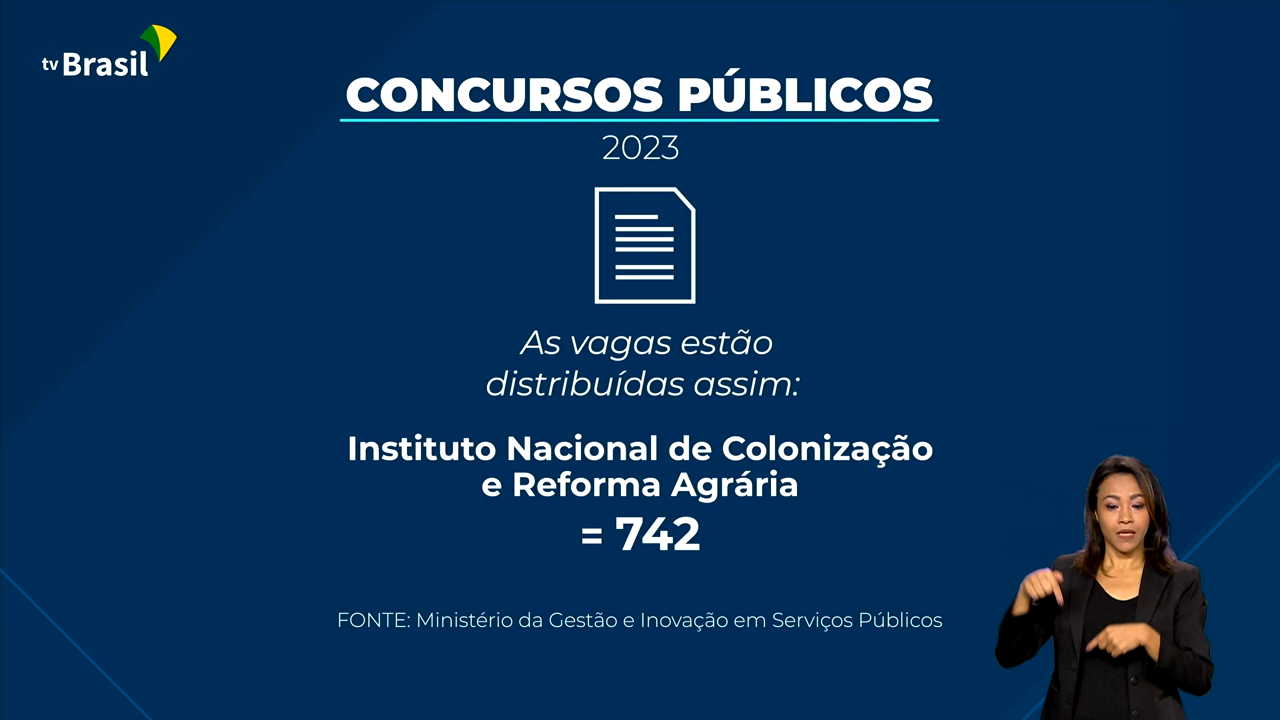 tv Brasil
CONCURSOS PÚBLICOS
2023
As vagas estão
distribuídas assim:
Instituto Nacional de Colonização
e Reforma Agrária
= 742
FONTE: Ministério da Gestão e Inovação em Serviços Públicos